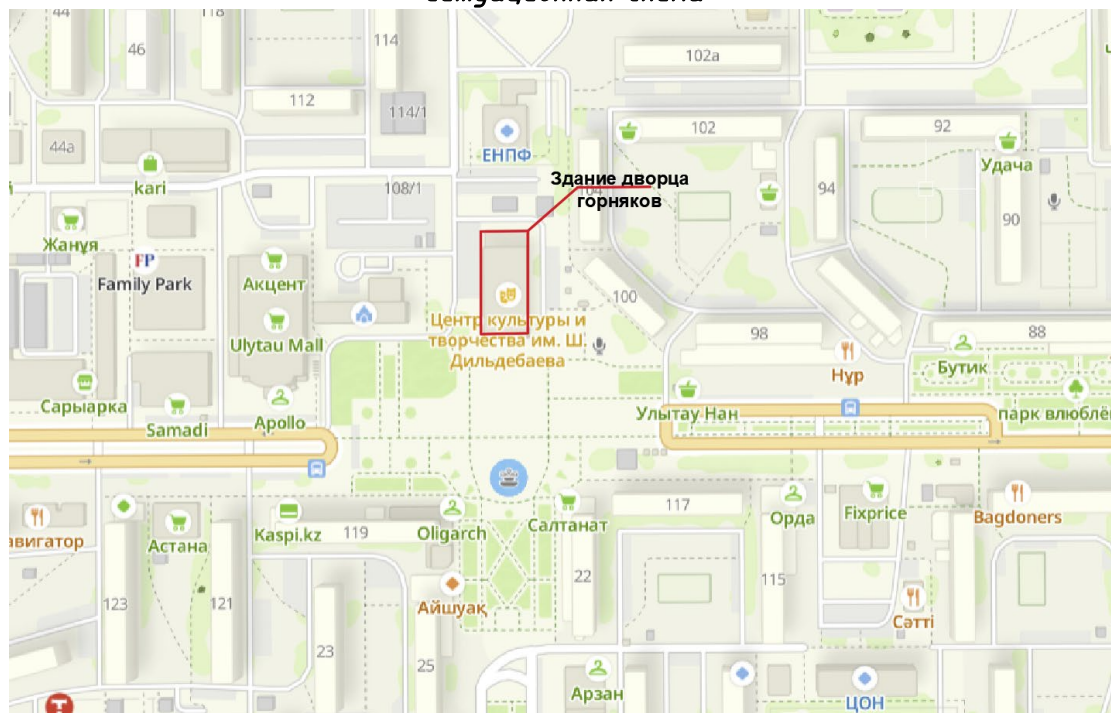 44
118
46
114
102а
112
114/1
102
92
ЕНПФ
Удача
44а
kari
108/1
Здание дворца
горняков
94
90
Жанұя
FP
Family Park
Акцент
100
Центр культуры и
творчества им. Ш.
Дильдебаева
Ulytau Mall
98
88
Нұр
Бутик
Сарыарка
Samadi
Apollo
Улытау Нан
парк влюблё
117
Салтанат
Орда
Fixprice
Bagdoners
авигатор
Астана
Kaspi.kz
119
Oligarch
22
115
Айшуақ
123
121
Сәтті
23
25
Арзан
ЦОН